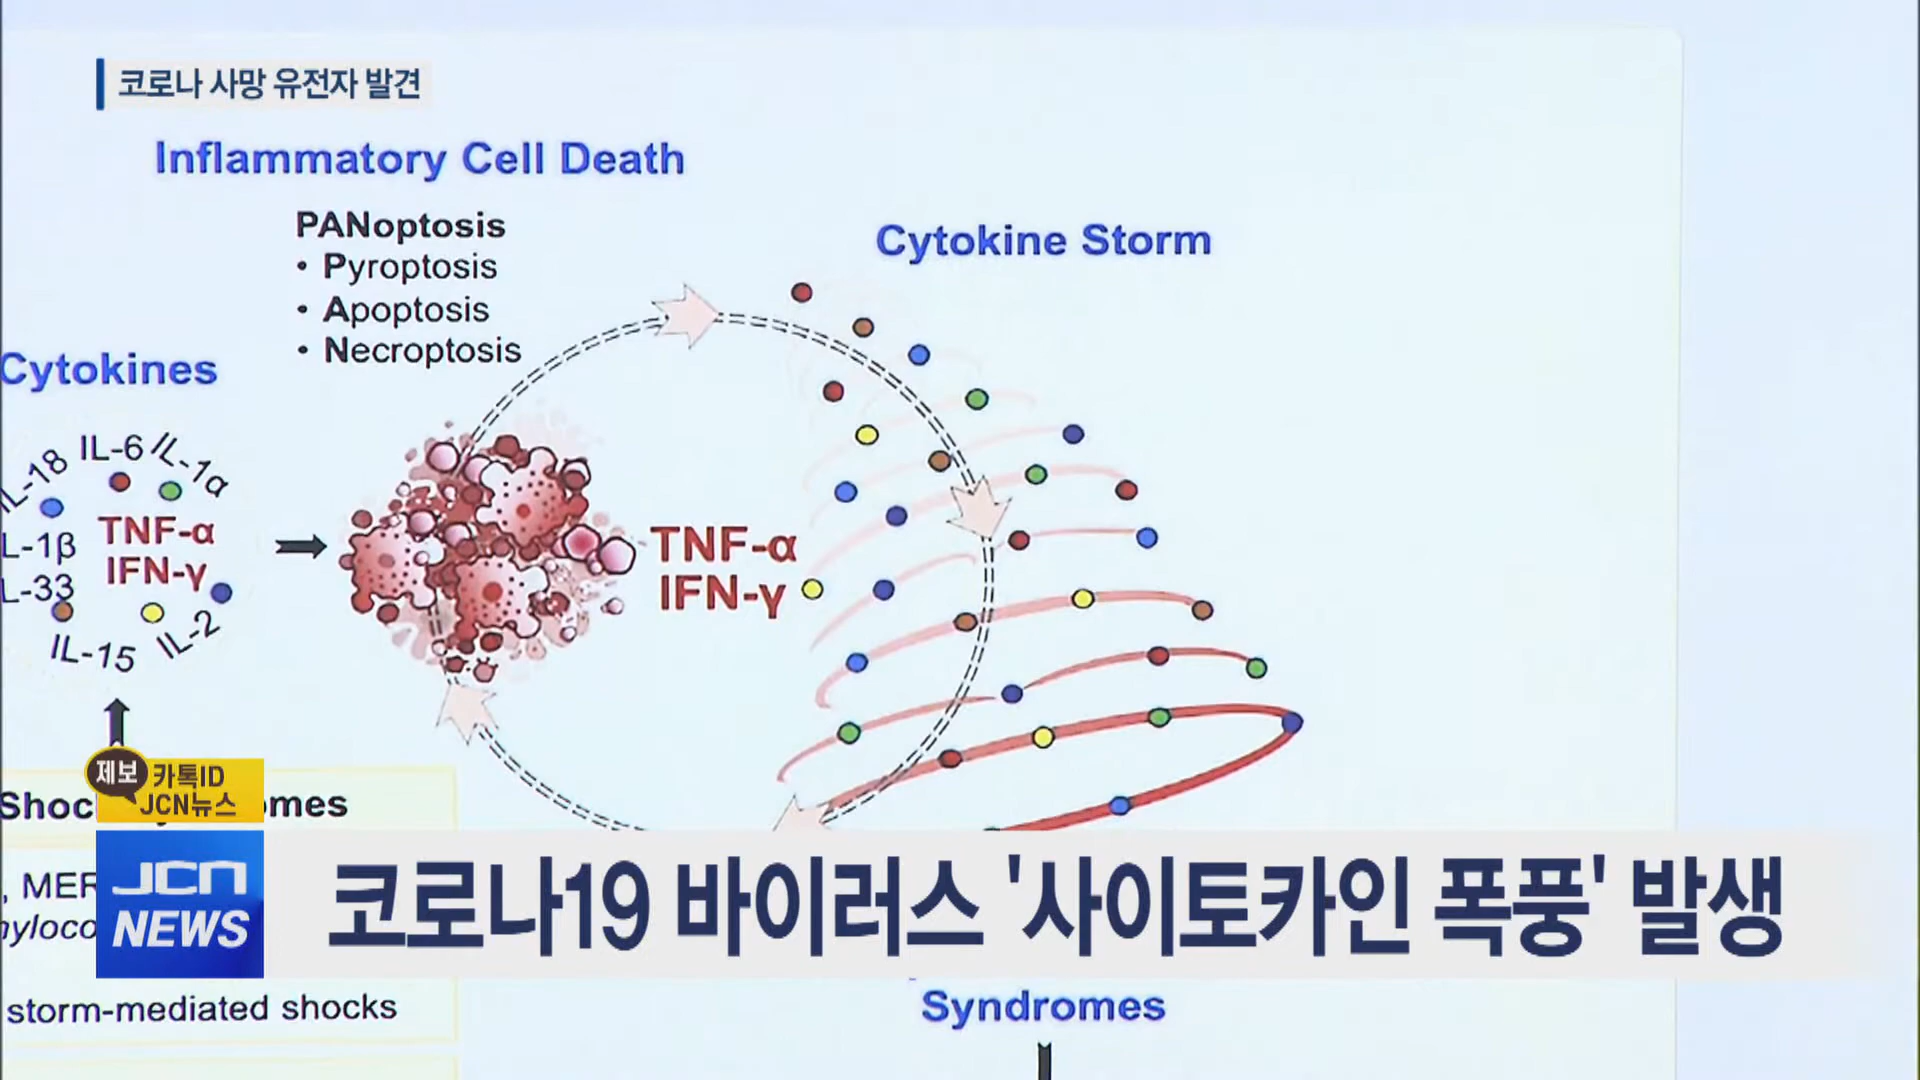 코로나 사망 유전자 발견
Inflammatory Cell Death
PANoptosis
• Pyroptosis
• Apoptosis
• Necroptosis
Cytokine Storm
Cytokines
IL-18
IL-6
IL-1α
TNF-α
IFN-γ
L-1β
L-33
IL-15
IL-2
TNF-α
IFN-γ
제보
카톡ID
JCN뉴스
JCN
NEWS
코로나19 바이러스 '사이토카인 폭풍' 발생
Syndromes
storm-mediated shocks